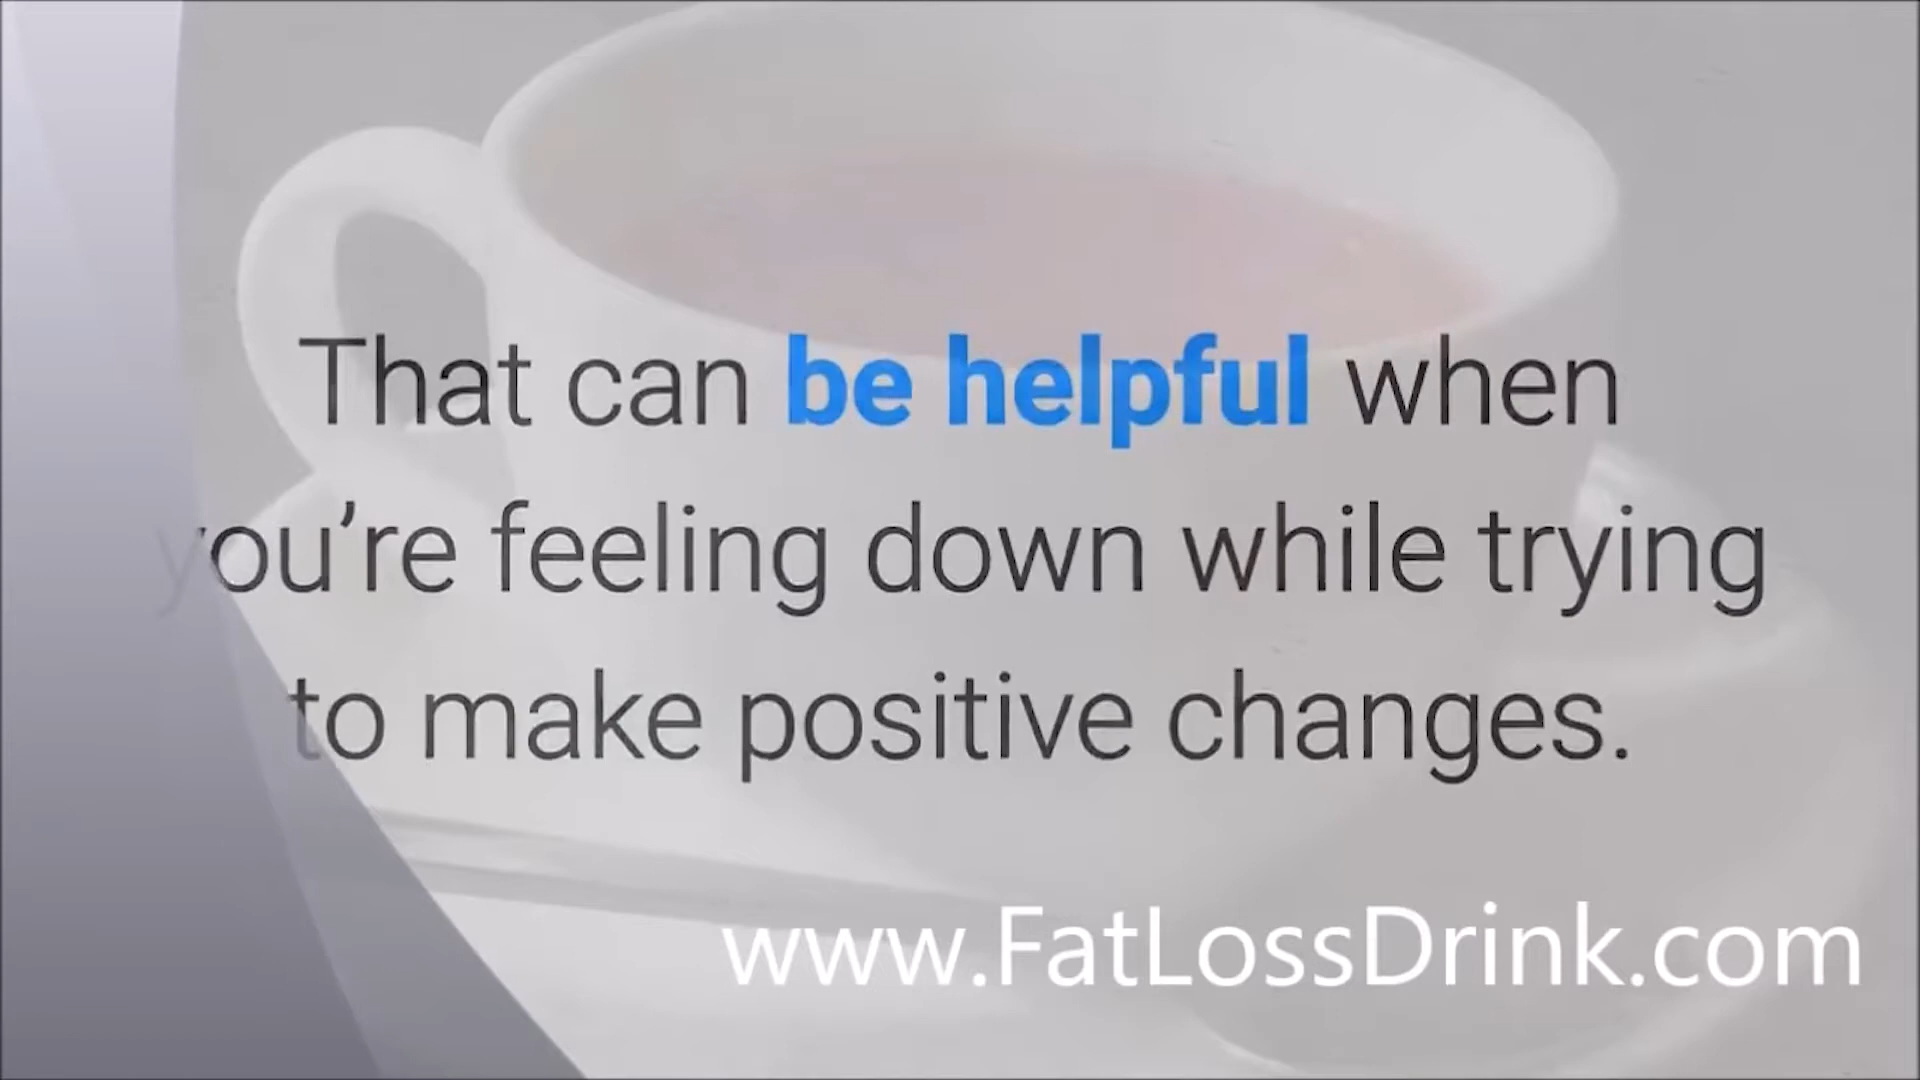 That can be helpful when
you’re feeling down while trying
to make positive changes.
www.FatLossDrink.com